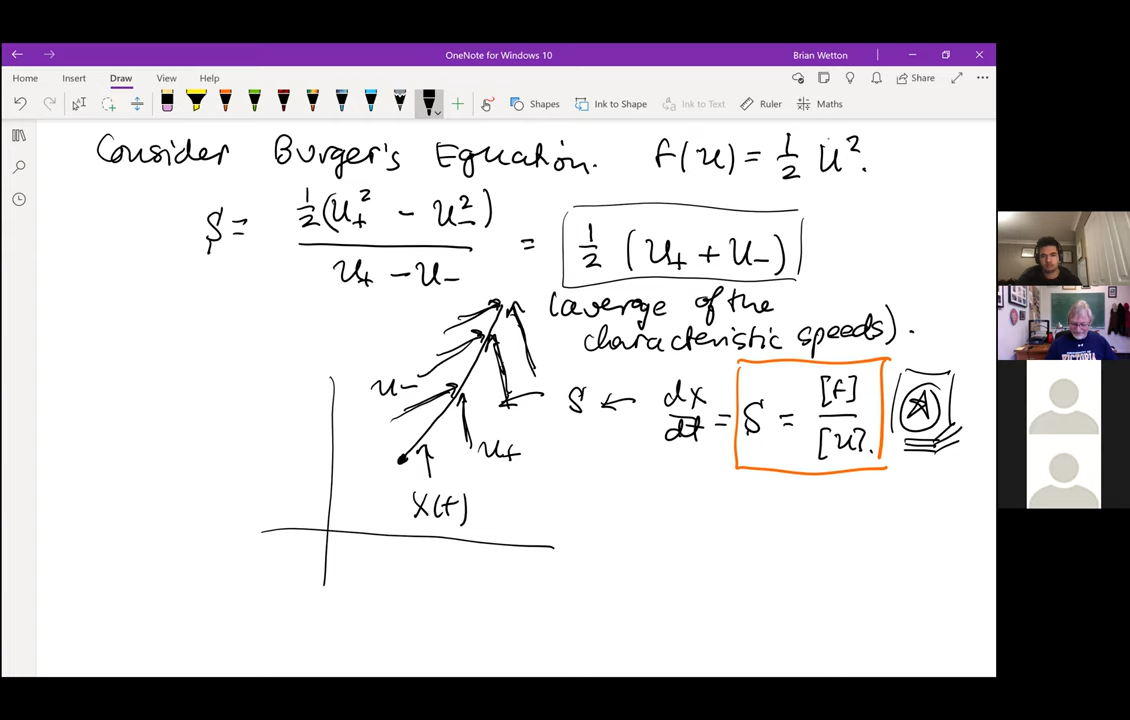 OneNote for Windows 10
Brian Wetton
Home Insert Draw View Help
Share
Shapes
Ink to Shape
Ink to Text
Ruler
Maths
Consider Burger's Equation. f(u) = 1/2 u².
S = 1/2(u₊² - u₋²) / (u₊ - u₋) = 1/2 (u₊ + u₋)
(average of the
characteristic speeds).
u₋
S ← dx/dt = S = [f]/[u].
u₊
X(t)
VICTORIA